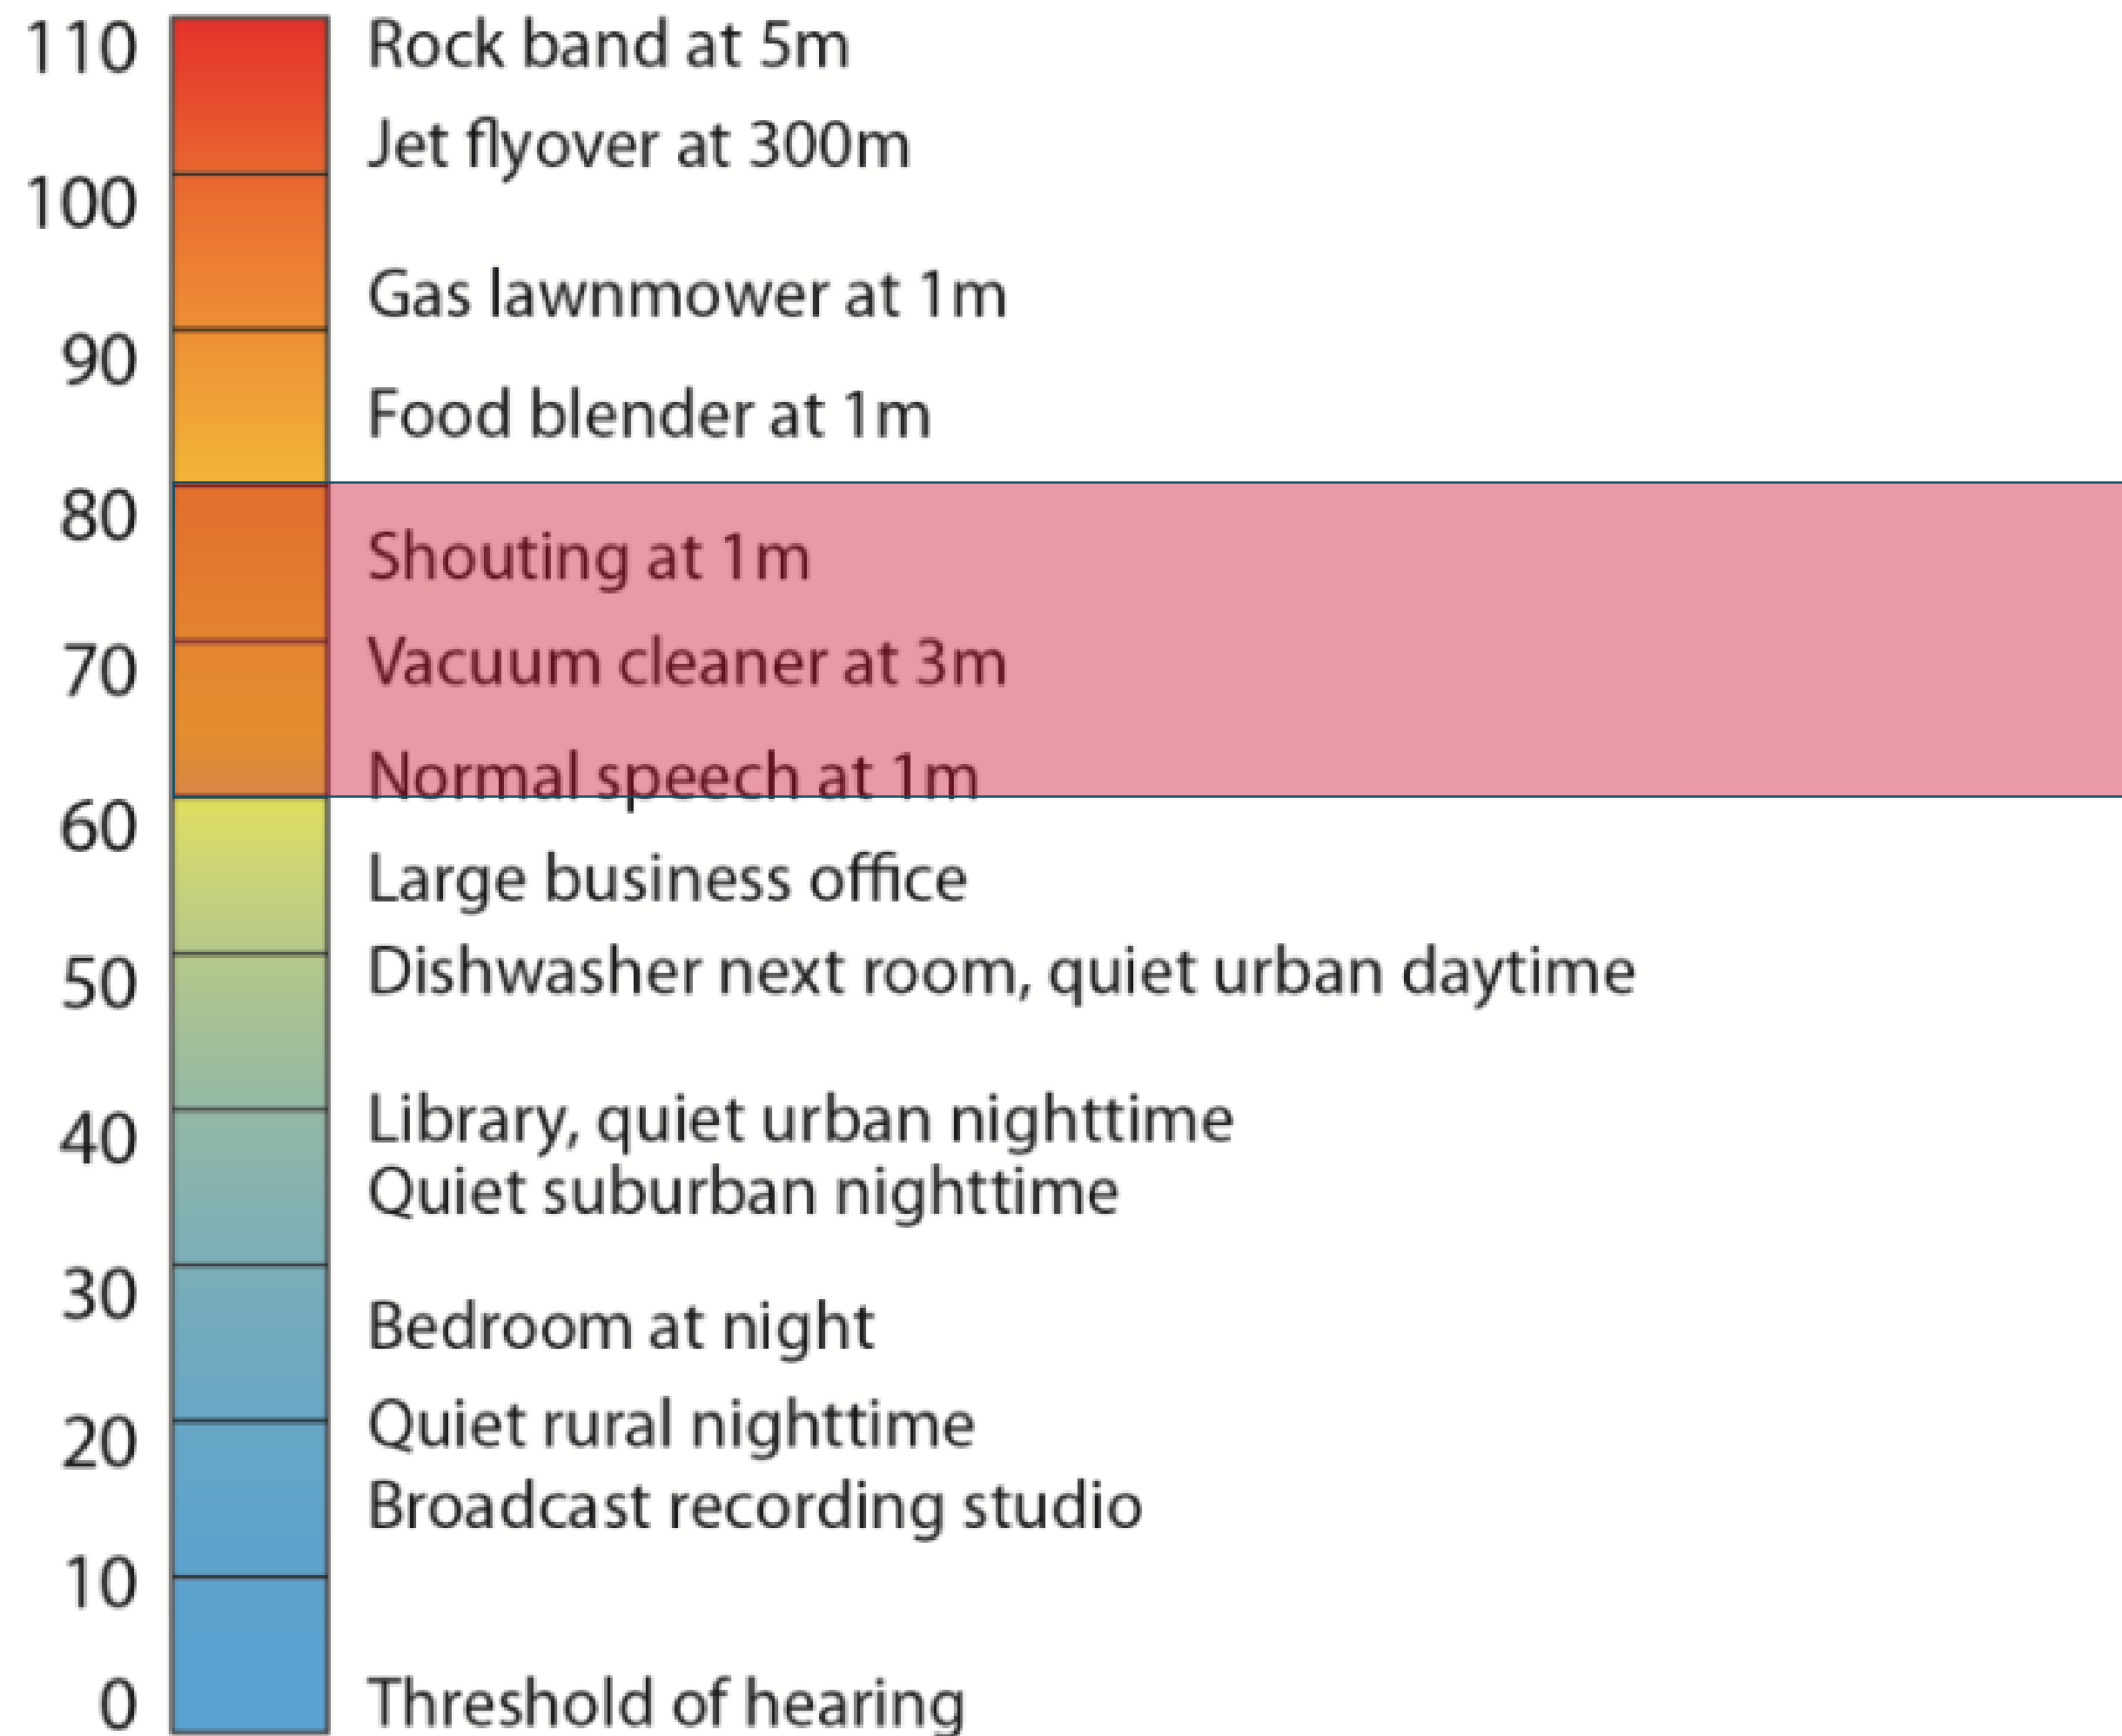 110 Rock band at 5m
Jet flyover at 300m
100
Gas lawnmower at 1m
90
Food blender at 1m
80
Shouting at 1m
70 Vacuum cleaner at 3m
Normal speech at 1m
60
Large business office
50 Dishwasher next room, quiet urban daytime
40 Library, quiet urban nighttime
Quiet suburban nighttime
30
Bedroom at night
20 Quiet rural nighttime
Broadcast recording studio
10
0 Threshold of hearing